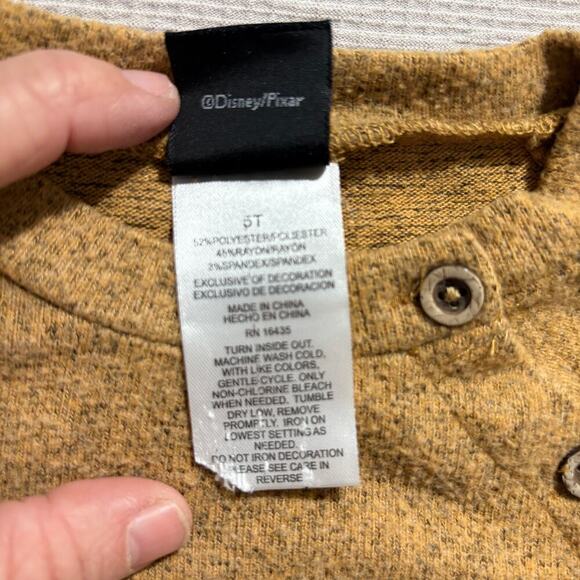 ©Disney/Pixar
5T
52%POLYESTER/POLIESTER
45%RAYON/RAYON
3%SPANDEX/SPANDEX
EXCLUSIVE OF DECORATION
EXCLUSIVO DE DECORACION
MADE IN CHINA
HECHO EN CHINA
RN 16435
TURN INSIDE OUT.
MACHINE WASH COLD,
WITH LIKE COLORS,
GENTLE CYCLE. ONLY
NON-CHLORINE BLEACH
WHEN NEEDED. TUMBLE
DRY LOW, REMOVE
PROMPTLY. IRON ON
LOWEST SETTING AS
NEEDED.
DO NOT IRON DECORATION
PLEASE SEE CARE IN
REVERSE